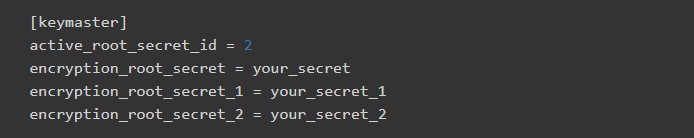 [keymaster]
active_root_secret_id = 2
encryption_root_secret = your_secret
encryption_root_secret_1 = your_secret_1
encryption_root_secret_2 = your_secret_2